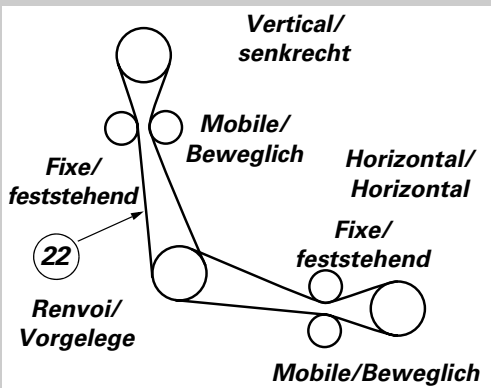 Vertical/
senkrecht
Mobile/
Beweglich
Fixe/
feststehend
Horizontal/
Horizontal
Fixe/
feststehend
22
Renvoi/
Vorgelege
Mobile/Beweglich